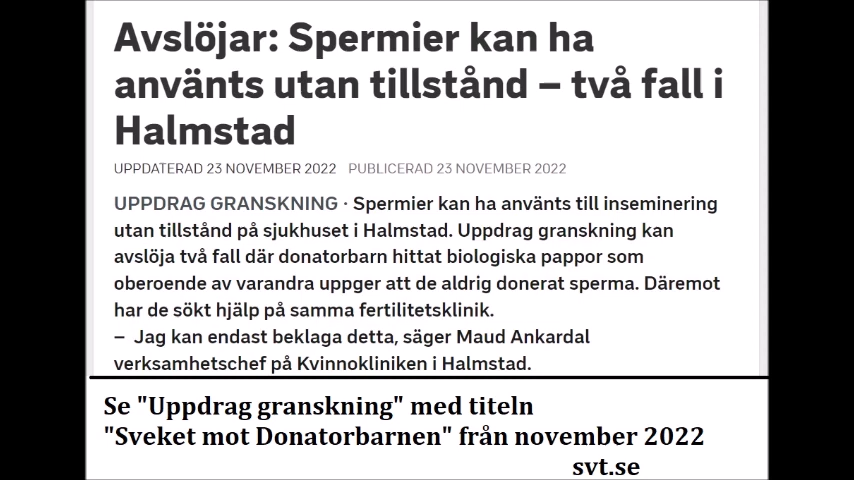 Avslöjar: Spermier kan ha
använts utan tillstånd – två fall i
Halmstad
UPPDATERAD 23 NOVEMBER 2022 PUBLICERAD 23 NOVEMBER 2022
UPPDRAG GRANSKNING · Spermier kan ha använts till inseminering
utan tillstånd på sjukhuset i Halmstad. Uppdrag granskning kan
avslöja två fall där donatorbarn hittat biologiska pappor som
oberoende av varandra uppger att de aldrig donerat sperma. Däremot
har de sökt hjälp på samma fertilitetsklinik.
– Jag kan endast beklaga detta, säger Maud Ankardal
verksamhetschef på Kvinnokliniken i Halmstad.
Se "Uppdrag granskning" med titeln
"Sveket mot Donatorbarnen" från november 2022
svt.se